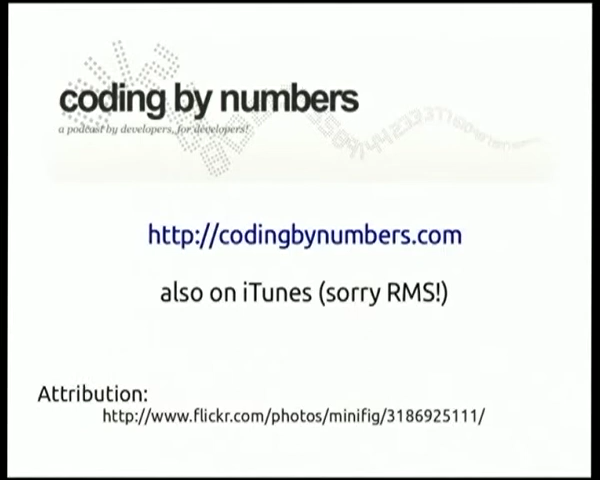 coding by numbers
a podcast by developers, for developers!
http://codingbynumbers.com
also on iTunes (sorry RMS!)
Attribution:
http://www.flickr.com/photos/minifig/3186925111/